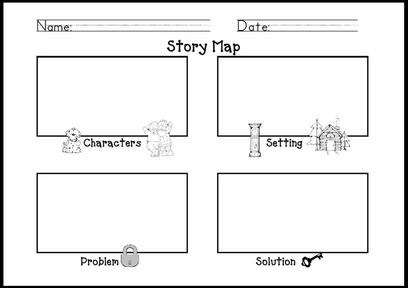 Name: Date:
Story Map
Characters Setting
Problem Solution